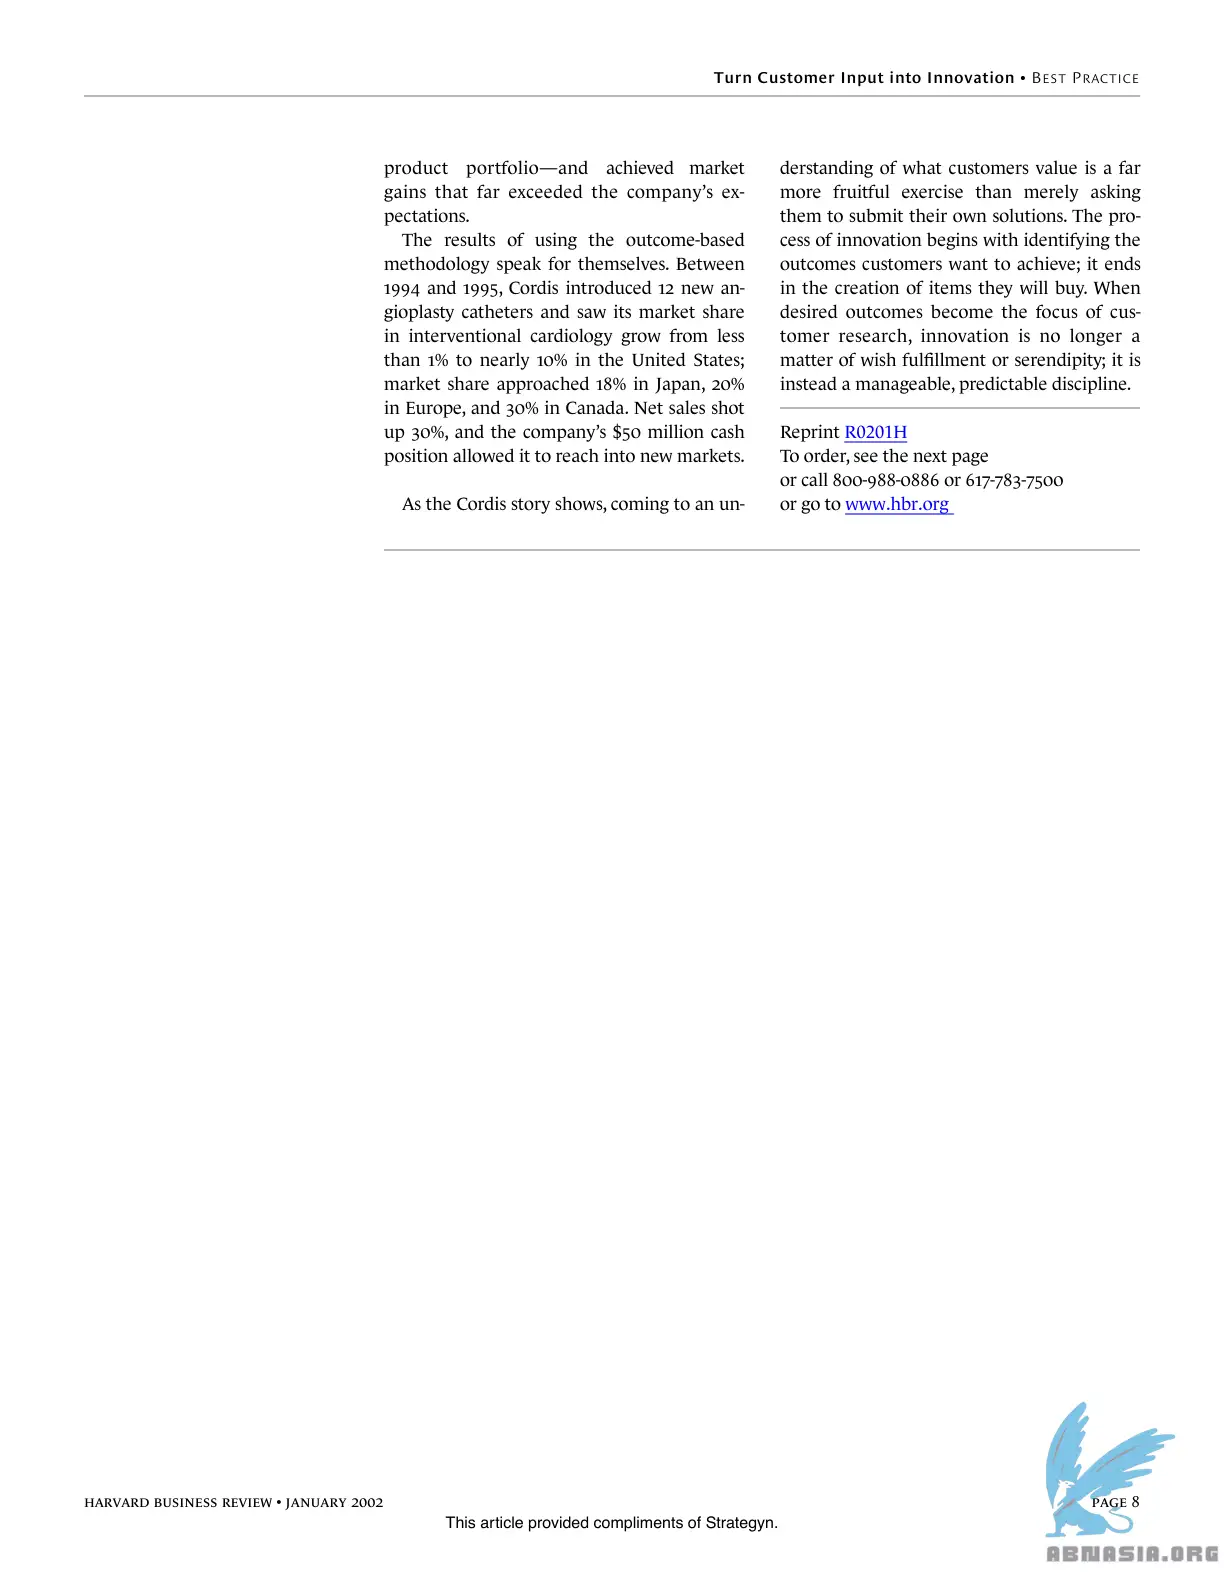 Turn Customer Input into Innovation • BEST PRACTICE
product portfolio—and achieved market
gains that far exceeded the company’s ex-
pectations.
The results of using the outcome-based
methodology speak for themselves. Between
1994 and 1995, Cordis introduced 12 new an-
gioplasty catheters and saw its market share
in interventional cardiology grow from less
than 1% to nearly 10% in the United States;
market share approached 18% in Japan, 20%
in Europe, and 30% in Canada. Net sales shot
up 30%, and the company’s $50 million cash
position allowed it to reach into new markets.
As the Cordis story shows, coming to an un-
derstanding of what customers value is a far
more fruitful exercise than merely asking
them to submit their own solutions. The pro-
cess of innovation begins with identifying the
outcomes customers want to achieve; it ends
in the creation of items they will buy. When
desired outcomes become the focus of cus-
tomer research, innovation is no longer a
matter of wish fulfillment or serendipity; it is
instead a manageable, predictable discipline.
Reprint R0201H
To order, see the next page
or call 800-988-0886 or 617-783-7500
or go to www.hbr.org
HARVARD BUSINESS REVIEW • JANUARY 2002
PAGE 8
This article provided compliments of Strategyn.
ABNASIA.ORG